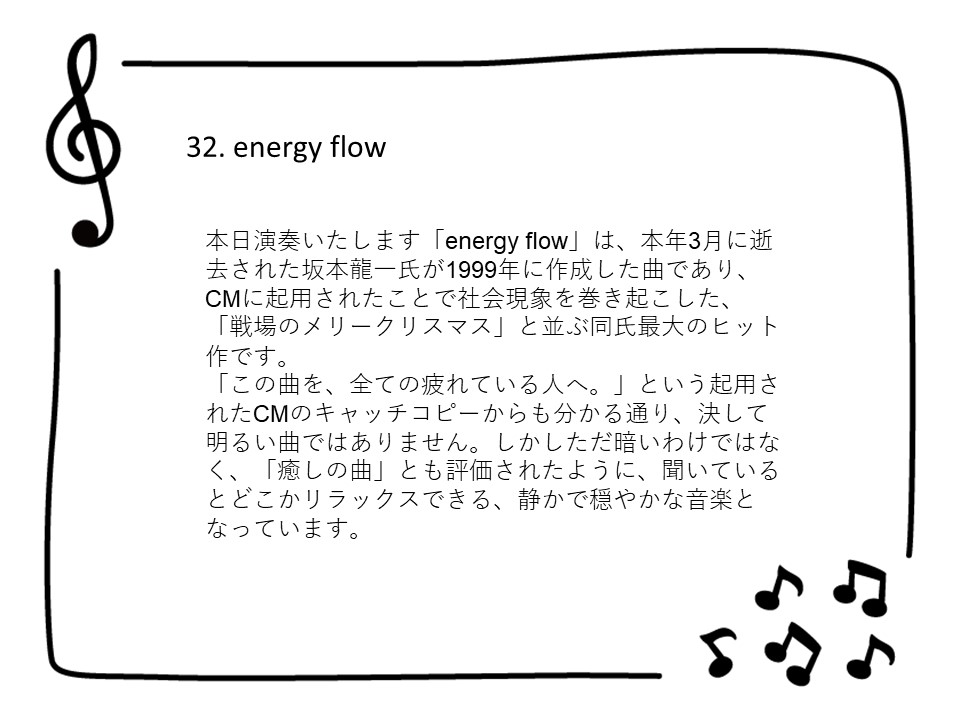 32. energy flow
本日演奏いたします「energy flow」は、本年3月に逝
去された坂本龍一氏が1999年に作成した曲であり、
CMに起用されたことで社会現象を巻き起こした、
「戦場のメリークリスマス」と並ぶ同氏最大のヒット
作です。
「この曲を、全ての疲れている人へ。」という起用さ
れたCMのキャッチコピーからも分かる通り、決して
明るい曲ではありません。しかしただ暗いわけではな
く、「癒しの曲」とも評価されたように、聞いている
とどこかリラックスできる、静かで穏やかな音楽と
なっています。